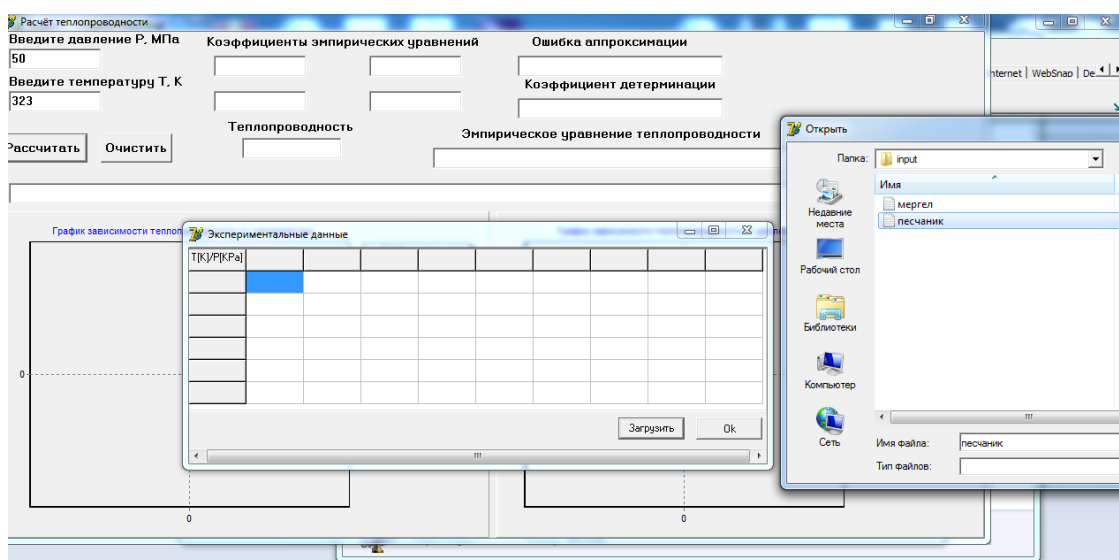 Расчёт теплопроводности
Введите давление P, МПа
Коэффициенты эмпирических уравнений
Ошибка аппроксимации
50
Введите температуру T, К
Коэффициент детерминации
323
Теплопроводность
Эмпирическое уравнение теплопроводности
Рассчитать
Очистить
nternet | WebSnap | De
График зависимости теплоп
0
0
0
Экспериментальные данные
T[K]/P[KPa]
Загрузить
Ok
Открыть
Папка:
input
Имя
мергел
песчаник
Недавние
места
Рабочий стол
Библиотеки
Компьютер
Сеть
Имя файла:
песчаник
Тип файлов: